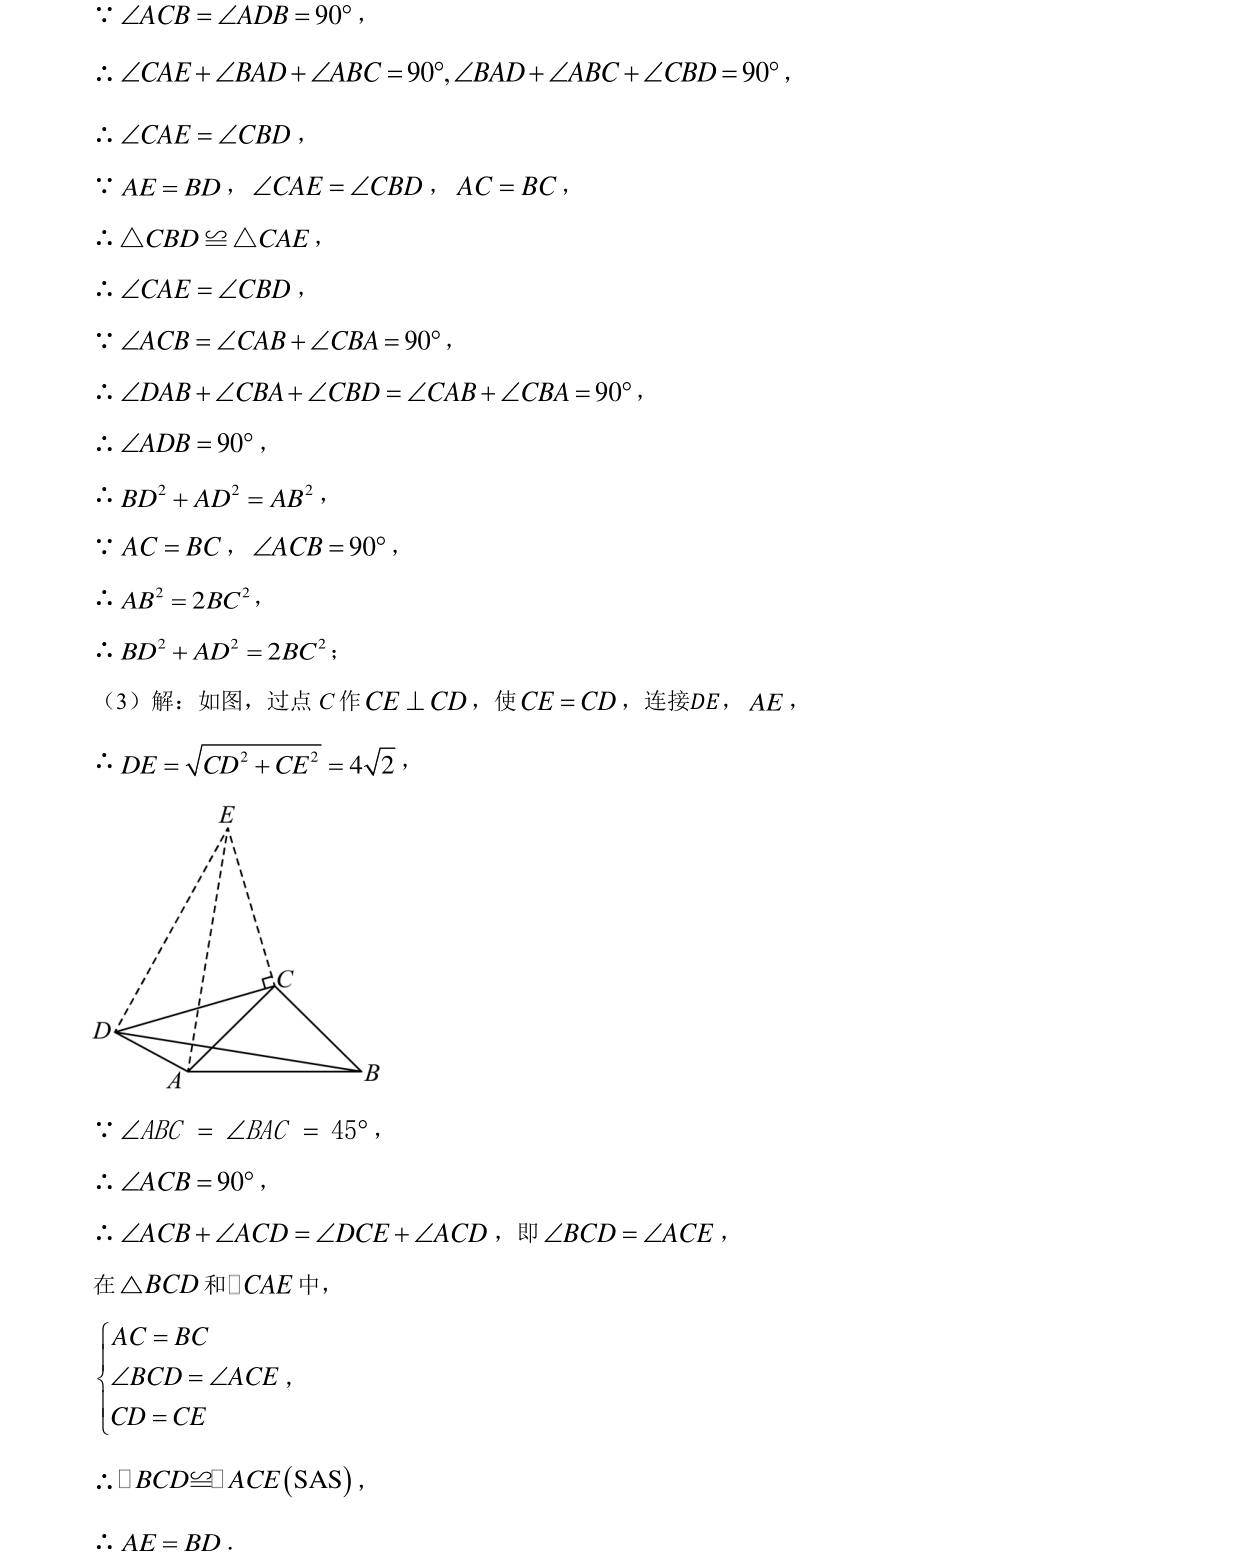 ∵ ∠ACB = ∠ADB = 90°，
∴ ∠CAE + ∠BAD + ∠ABC = 90°, ∠BAD + ∠ABC + ∠CBD = 90°，
∴ ∠CAE = ∠CBD，
∵ AE = BD，∠CAE = ∠CBD，AC = BC，
∴ △CBD ≌ △CAE，
∴ ∠CAE = ∠CBD，
∵ ∠ACB = ∠CAB + ∠CBA = 90°，
∴ ∠DAB + ∠CBA + ∠CBD = ∠CAB + ∠CBA = 90°，
∴ ∠ADB = 90°，
∴ BD² + AD² = AB²，
∵ AC = BC，∠ACB = 90°，
∴ AB² = 2BC²，
∴ BD² + AD² = 2BC²；
（3）解：如图，过点 C 作 CE ⊥ CD，使 CE = CD，连接DE，AE，
∴ DE = √(CD² + CE²) = 4√2，
E
C
D
A
B
∵ ∠ABC = ∠BAC = 45°，
∴ ∠ACB = 90°，
∴ ∠ACB + ∠ACD = ∠DCE + ∠ACD，即 ∠BCD = ∠ACE，
在 △BCD 和 □CAE 中，
AC = BC
∠BCD = ∠ACE，
CD = CE
∴ □BCD ≌ □ACE(SAS)，
∴ AE = BD．